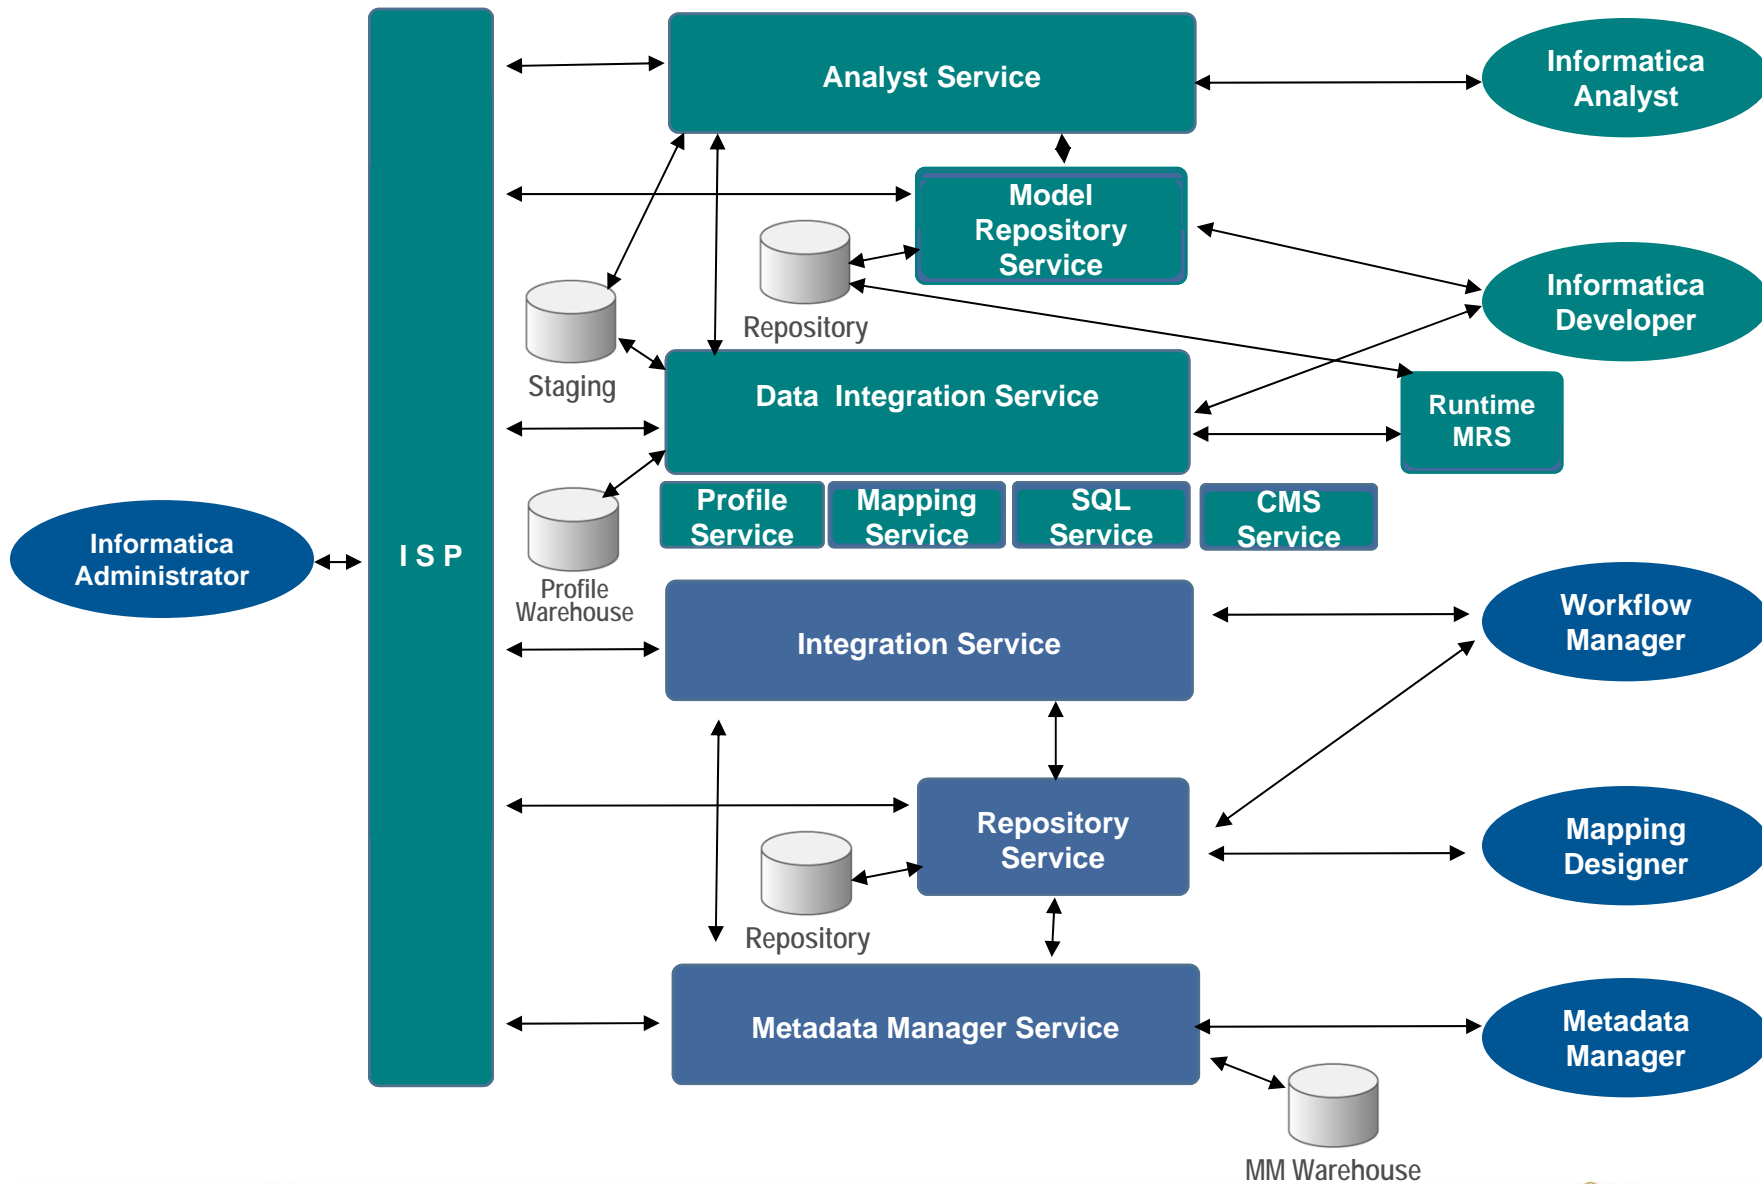 Analyst Service
Informatica
Analyst
Model
Repository
Service
Repository
Informatica
Developer
Staging
Data  Integration Service
Runtime
MRS
Profile
Service
Mapping
Service
SQL
Service
CMS
Service
Informatica
Administrator
I S P
Profile
Warehouse
Integration Service
Workflow
Manager
Repository
Service
Mapping
Designer
Repository
Metadata Manager Service
Metadata
Manager
MM Warehouse